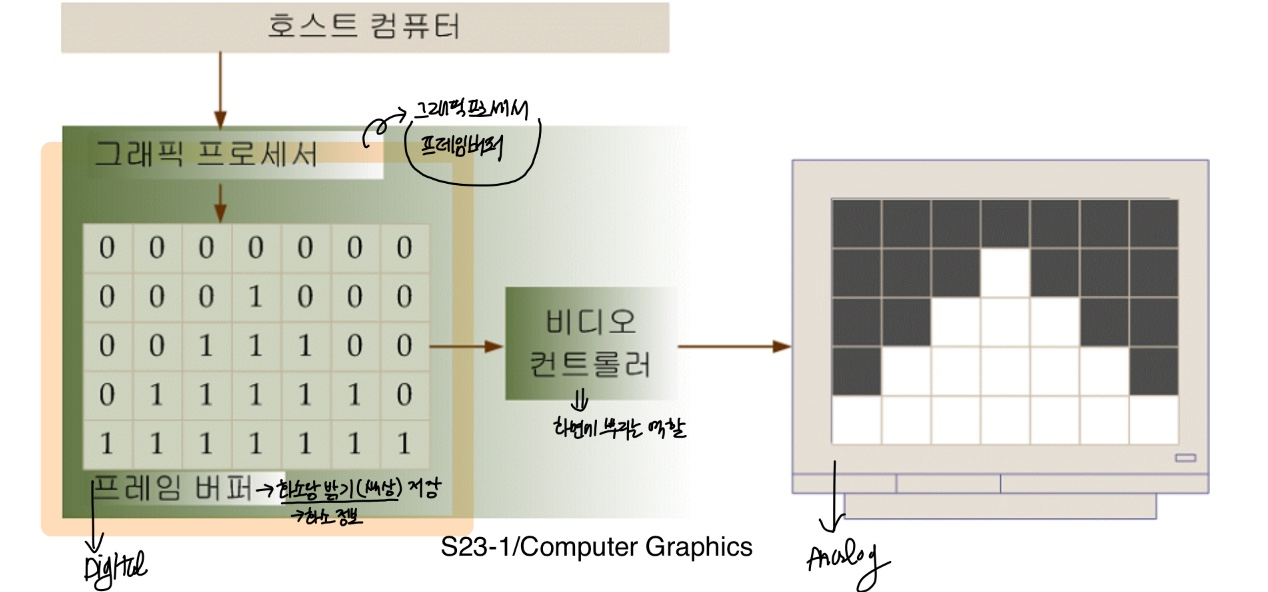 호스트 컴퓨터
그래픽 프로세서
그래픽프로세서
프레임버퍼
0 0 0 0 0 0 0
0 0 0 1 0 0 0
0 0 1 1 1 0 0
0 1 1 1 1 1 0
1 1 1 1 1 1 1
프레임 버퍼
→화소당 밝기(색상) 저장
→화소 정보
Digital
비디오
컨트롤러
화면에 뿌리는 역할
Analog
S23-1/Computer Graphics